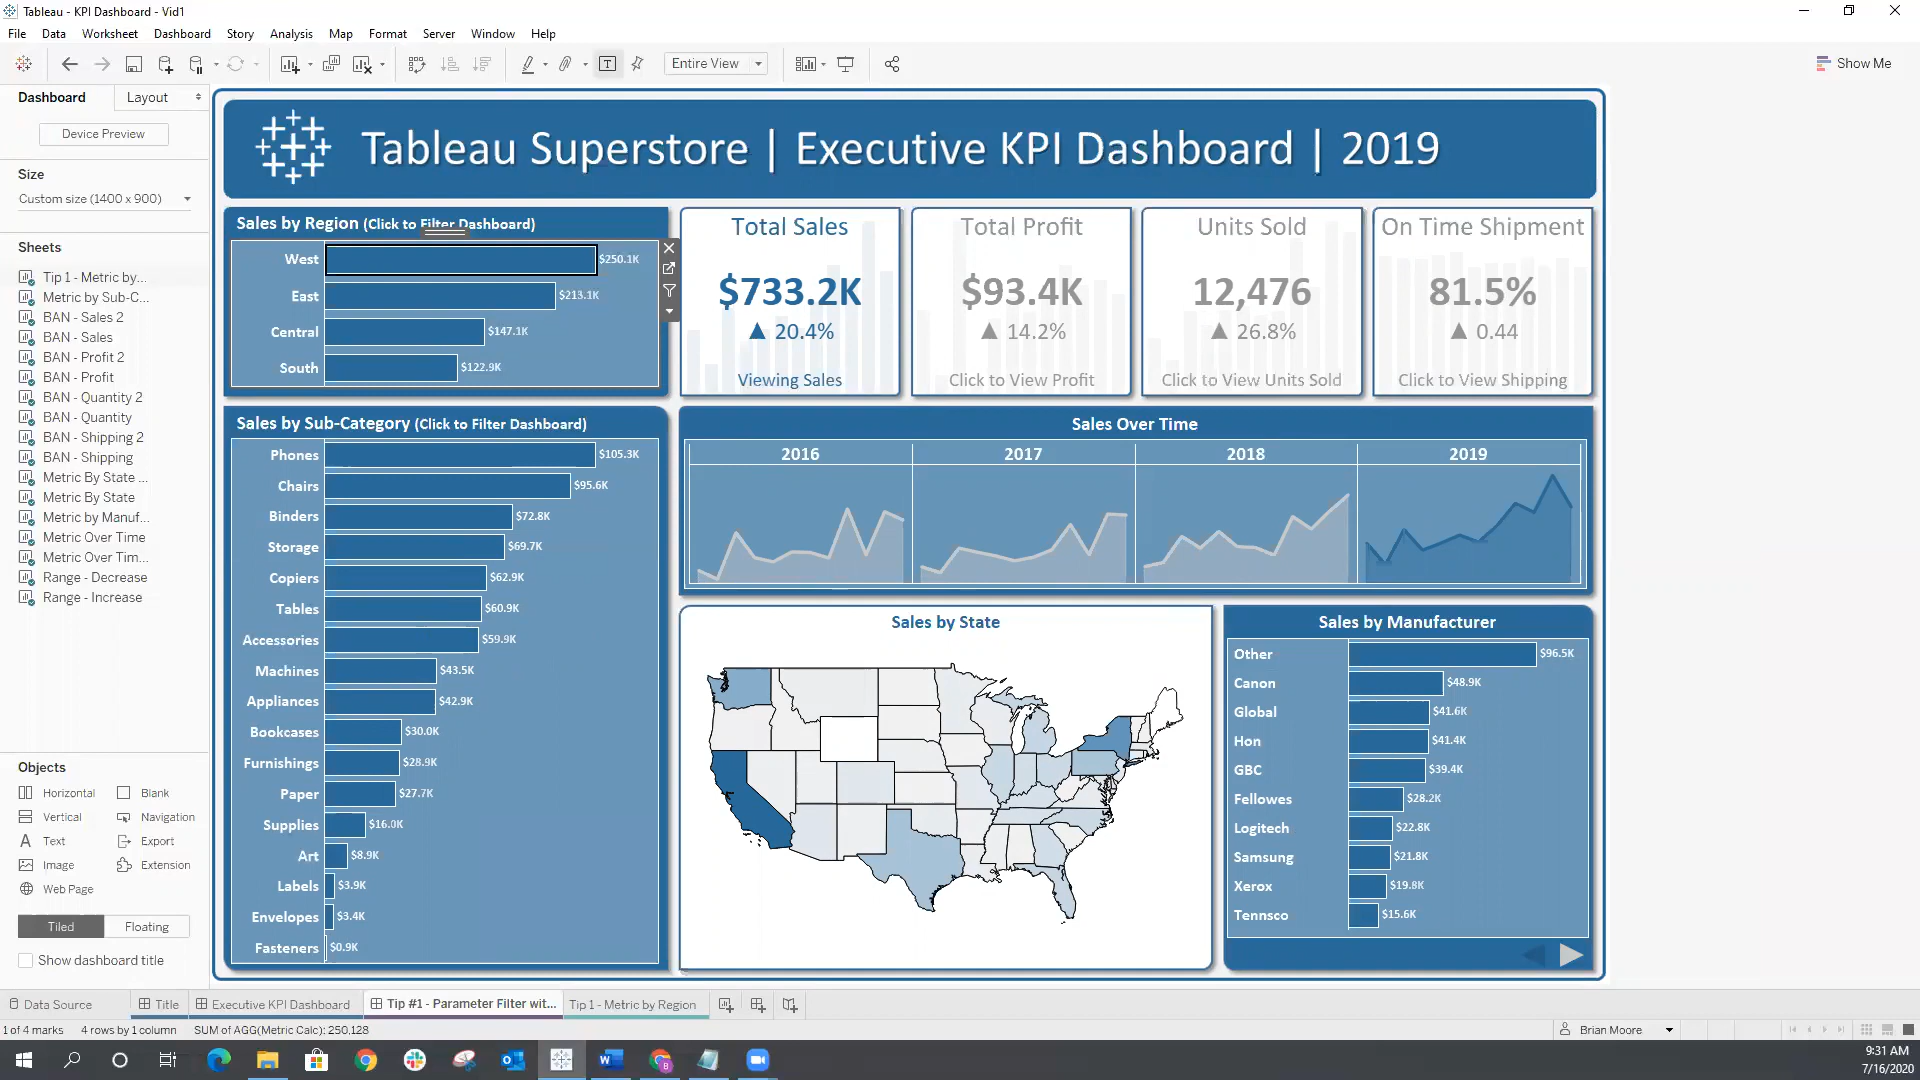 Tableau - KPI Dashboard - Vid1
File Data Worksheet Dashboard Story Analysis Map Format Server Window Help
Entire View
Show Me
Dashboard Layout
Device Preview
Size
Custom size (1400 x 900)
Sheets
Tip 1 - Metric by...
Metric by Sub-C...
BAN - Sales 2
BAN - Sales
BAN - Profit 2
BAN - Profit
BAN - Quantity 2
BAN - Quantity
BAN - Shipping 2
BAN - Shipping
Metric By State ...
Metric By State
Metric by Manuf...
Metric Over Time
Metric Over Tim...
Range - Decrease
Range - Increase
Objects
Horizontal Blank
Vertical Navigation
Text Export
Image Extension
Web Page
Tiled Floating
Show dashboard title
Tableau Superstore | Executive KPI Dashboard | 2019
Sales by Region (Click to Filter Dashboard)
West $250.1K
East $213.1K
Central $147.1K
South $122.9K
Total Sales
$733.2K
▲ 20.4%
Viewing Sales
Total Profit
$93.4K
▲ 14.2%
Click to View Profit
Units Sold
12,476
▲ 26.8%
Click to View Units Sold
On Time Shipment
81.5%
▲ 0.44
Click to View Shipping
Sales by Sub-Category (Click to Filter Dashboard)
Phones $105.3K
Chairs $95.6K
Binders $72.8K
Storage $69.7K
Copiers $62.9K
Tables $60.9K
Accessories $59.9K
Machines $43.5K
Appliances $42.9K
Bookcases $30.0K
Furnishings $28.9K
Paper $27.7K
Supplies $16.0K
Art $8.9K
Labels $3.9K
Envelopes $3.4K
Fasteners $0.9K
Sales Over Time
2016 2017 2018 2019
Sales by State
Sales by Manufacturer
Other $96.5K
Canon $48.9K
Global $41.6K
Hon $41.4K
GBC $39.4K
Fellowes $28.2K
Logitech $22.8K
Samsung $21.8K
Xerox $19.8K
Tennsco $15.6K
Data Source Title Executive KPI Dashboard Tip #1 - Parameter Filter wit... Tip 1 - Metric by Region
1 of 4 marks 4 rows by 1 column SUM of AGG(Metric Calc): 250.128
Brian Moore
9:31 AM
7/16/2020